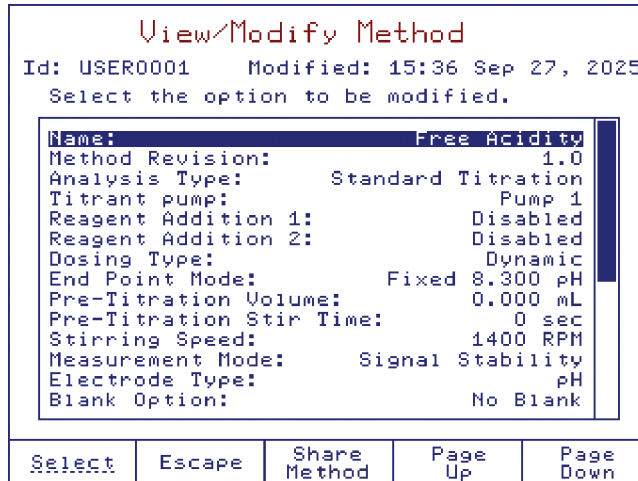 View/Modify Method
Id: USER0001 Modified: 15:36 Sep 27, 2025
Select the option to be modified.
Name: Free Acidity
Method Revision: 1.0
Analysis Type: Standard Titration
Titrant pump: Pump 1
Reagent Addition 1: Disabled
Reagent Addition 2: Disabled
Dosing Type: Dynamic
End Point Mode: Fixed 8.300 pH
Pre-Titration Volume: 0.000 mL
Pre-Titration Stir Time: 0 sec
Stirring Speed: 1400 RPM
Measurement Mode: Signal Stability
Electrode Type: pH
Blank Option: No Blank
Select Escape Share Method Page Up Page Down